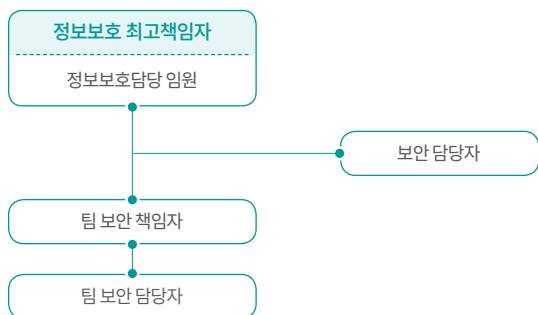 정보보호 최고책임자
정보보호담당 임원
보안 담당자
팀 보안 책임자
팀 보안 담당자